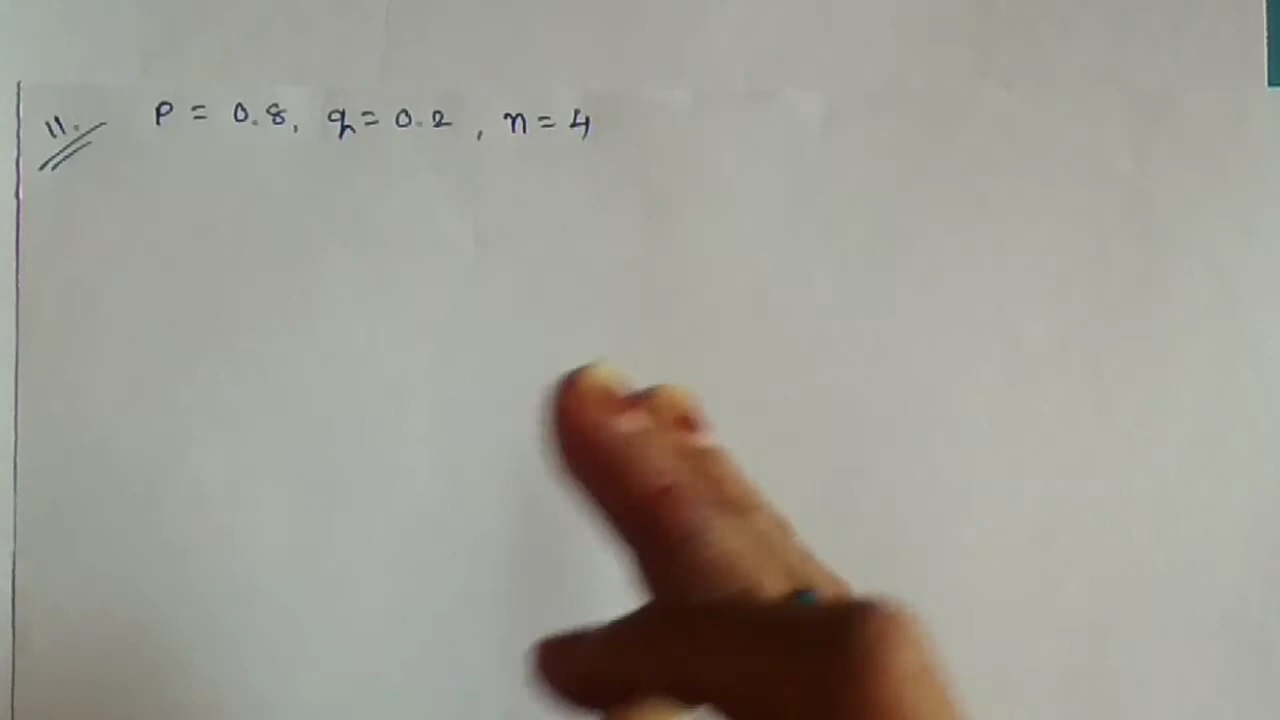 11. P = 0.8, q = 0.2, n = 4